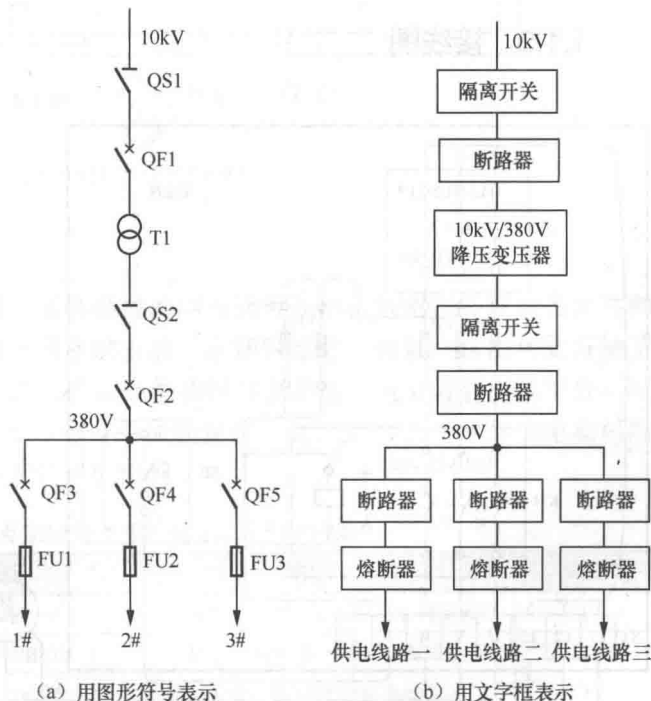 10kV
QS1
QF1
T1
QS2
QF2
380V
QF3
QF4
QF5
FU1
FU2
FU3
1#
2#
3#
(a) 用图形符号表示
10kV
隔离开关
断路器
10kV/380V
降压变压器
隔离开关
断路器
380V
断路器
断路器
断路器
熔断器
熔断器
熔断器
供电线路一
供电线路二
供电线路三
(b) 用文字框表示